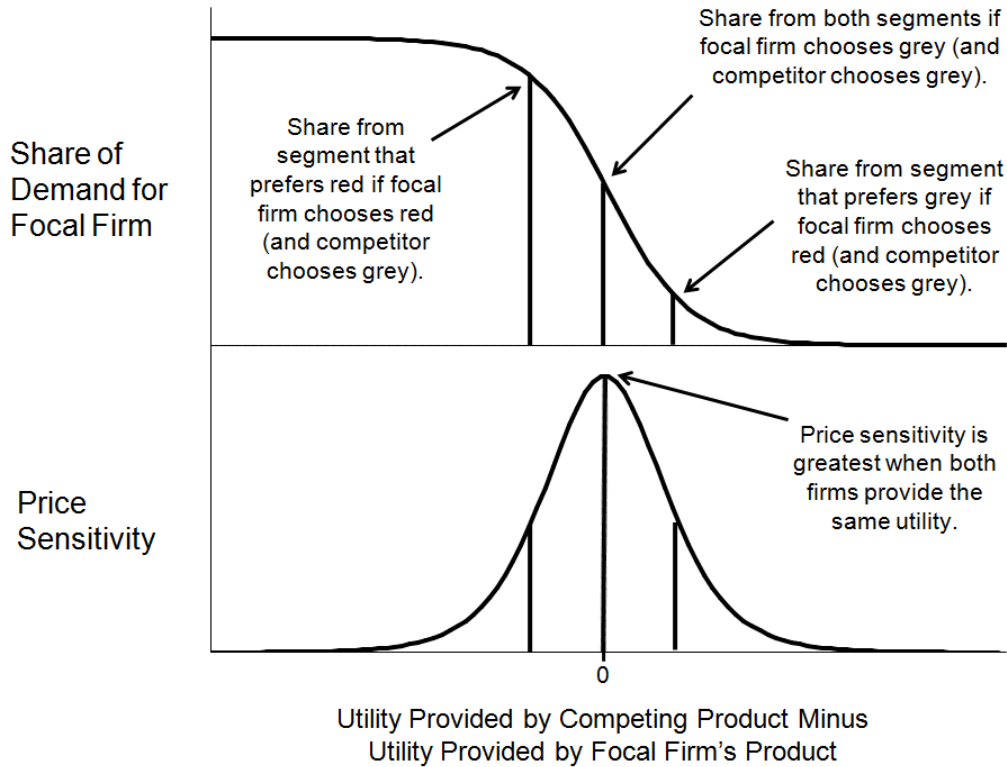 Share of
Demand for
Focal Firm
Share from
segment that
prefers red if focal
firm chooses red
(and competitor
chooses grey).
Share from both segments if
focal firm chooses grey (and
competitor chooses grey).
Share from segment
that prefers grey if
focal firm chooses
red (and competitor
chooses grey).
Price
Sensitivity
Price sensitivity is
greatest when both
firms provide the
same utility.
0
Utility Provided by Competing Product Minus
Utility Provided by Focal Firm's Product